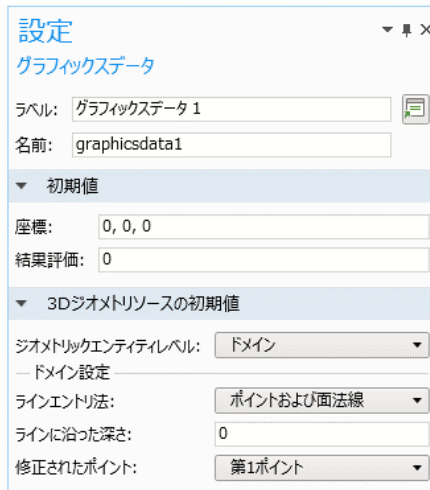 設定
グラフィックスデータ
ラベル: グラフィックスデータ 1
名前: graphicsdata1
初期値
座標: 0, 0, 0
結果評価: 0
3Dジオメトリソースの初期値
ジオメトリックエンティティレベル: ドメイン
ドメイン設定
ラインエントリ法: ポイントおよび面法線
ラインに沿った深さ: 0
修正されたポイント: 第1ポイント